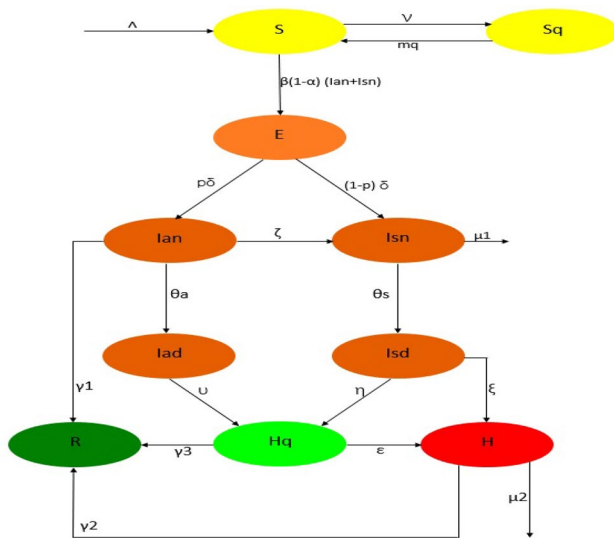 Λ
S
ν
Sq
mq
β(1-α) (Ian+Isn)
E
pδ
(1-p) δ
Ian
ζ
Isn
μ1
θa
θs
Iad
Isd
γ1
υ
η
ξ
R
γ3
Hq
ε
H
γ2
μ2